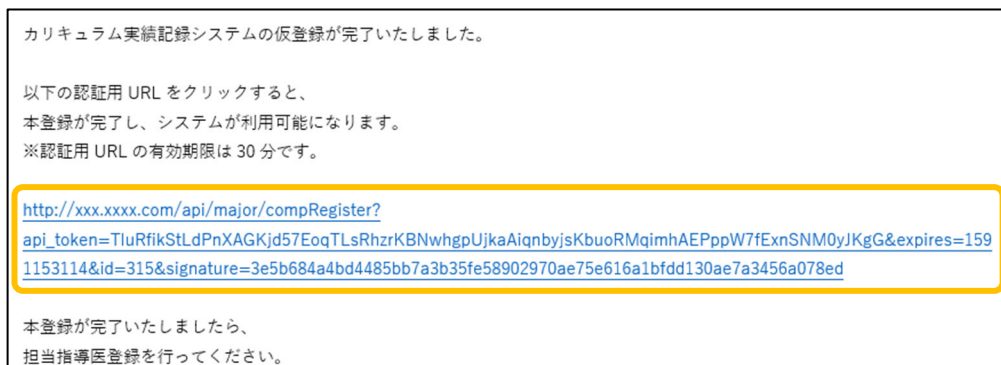 カリキュラム実績記録システムの仮登録が完了いたしました。
以下の認証用 URL をクリックすると、
本登録が完了し、システムが利用可能になります。
※認証用 URL の有効期限は 30 分です。
http://xxx.xxxx.com/api/major/compRegister?
api_token=TluRfikStLdPnXAGKjd57EoqTLsRhzrKBNwhgpUjkaAiqnbyjsKbuoRMqimhAEPppW7fExnSNM0yJKgG&expires=159
1153114&id=315&signature=3e5b684a4bd4485bb7a3b35fe58902970ae75e616a1bfdd130ae7a3456a078ed
本登録が完了いたしましたら、
担当指導医登録を行ってください。